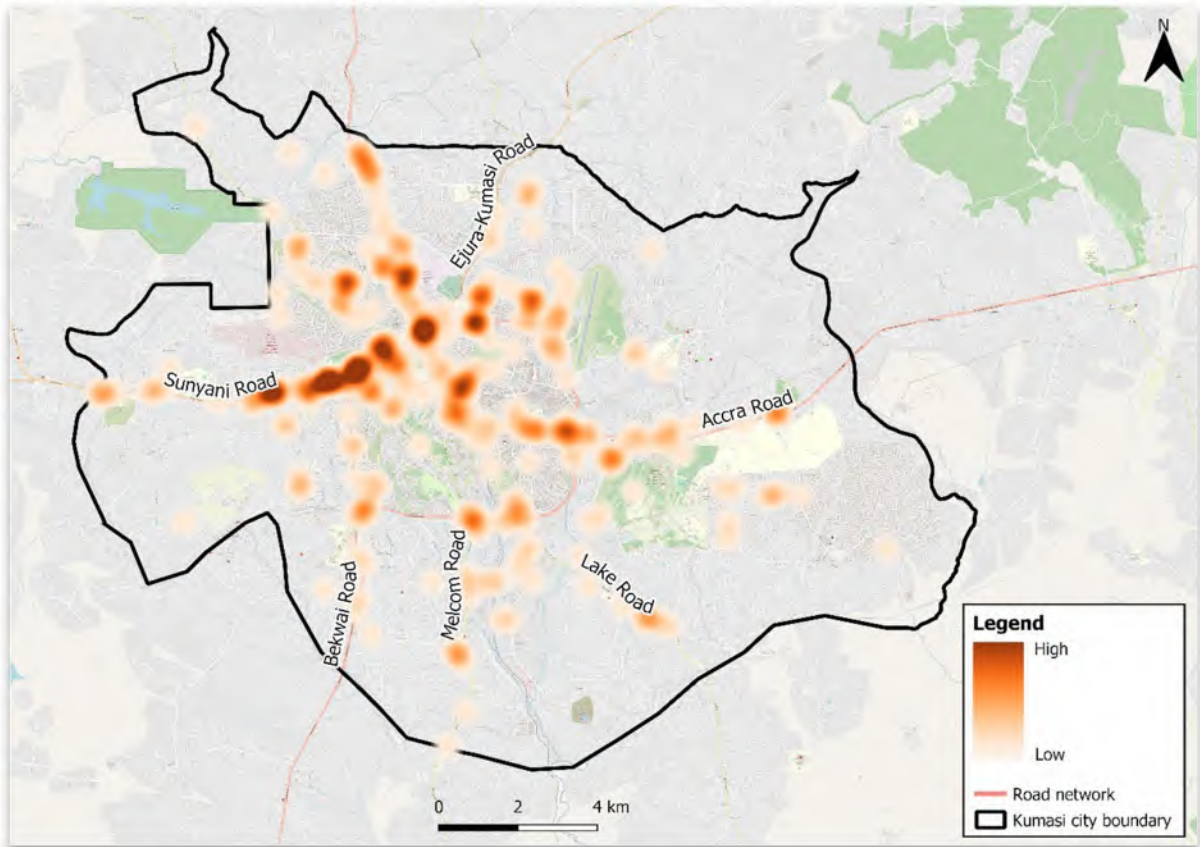 N
Ejura-Kumasi Road
Sunyani Road
Accra Road
Lake Road
Melcom Road
Bekwai Road
Legend
High
Low
Road network
Kumasi city boundary
0 2 4 km